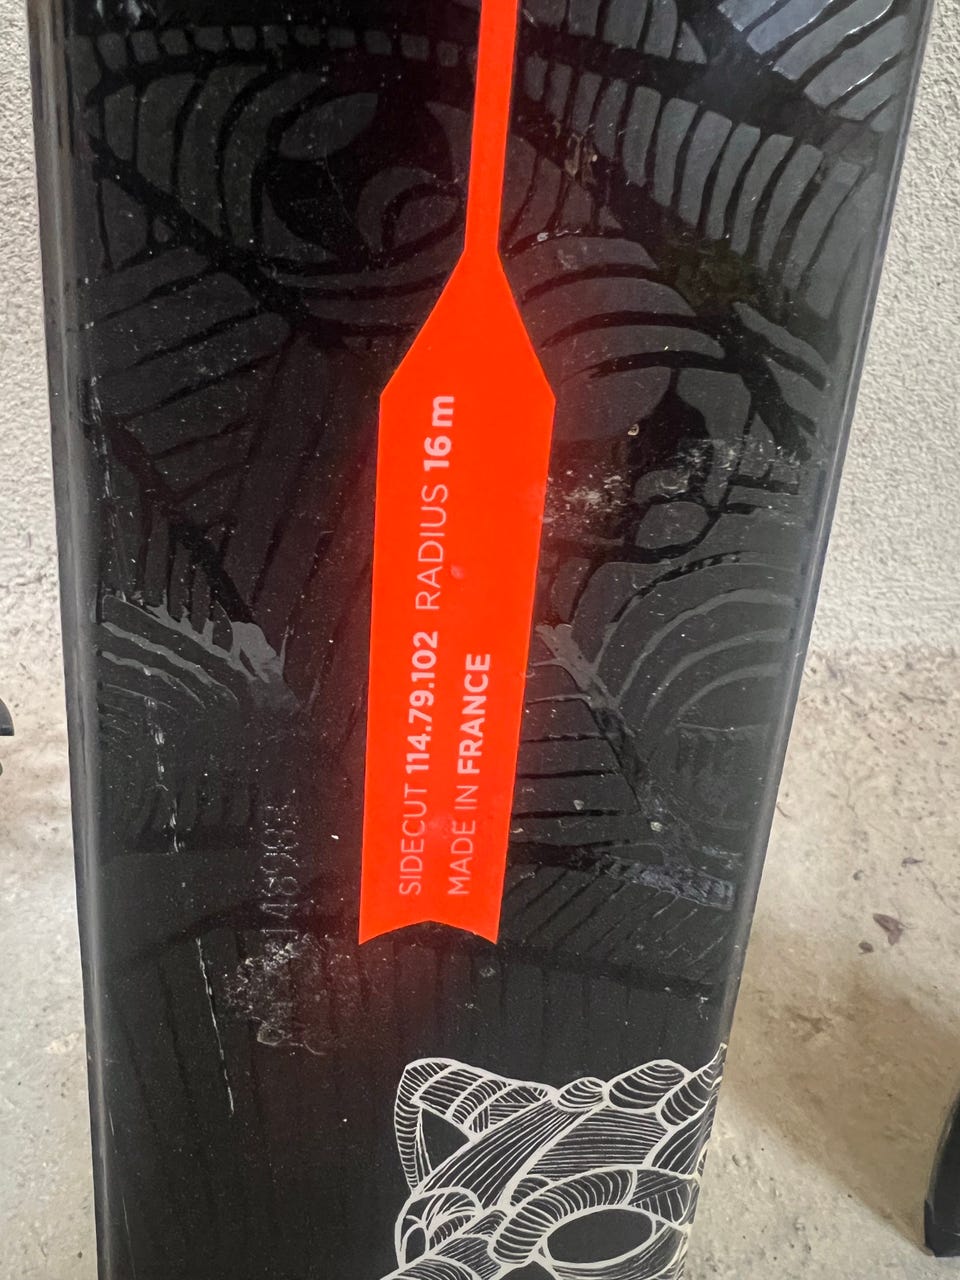 SIDECUT 114.79.102 RADIUS 16 m
MADE IN FRANCE